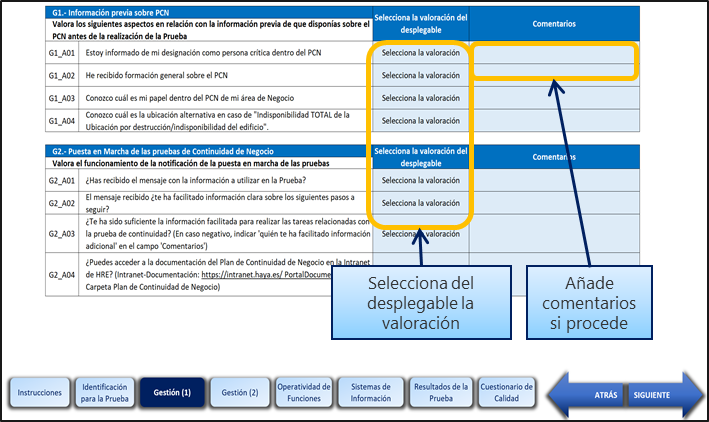 G1.- Información previa sobre PCN
Valora los siguientes aspectos en relación con la información previa de que disponías sobre el
PCN antes de la realización de la Prueba
Selecciona la valoración del
desplegable
Comentarios
G1_A01 Estoy informado de mi designación como persona crítica dentro del PCN Selecciona la valoración
G1_A02 He recibido formación general sobre el PCN Selecciona la valoración
G1_A03 Conozco cuál es mi papel dentro del PCN de mi área de Negocio Selecciona la valoración
G1_A04 Conozco cuál es la ubicación alternativa en caso de "Indisponibilidad TOTAL de la
Ubicación por destrucción/indisponibilidad del edificio". Selecciona la valoración
G2.- Puesta en Marcha de las pruebas de Continuidad de Negocio
Valora el funcionamiento de la notificación de la puesta en marcha de las pruebas
Selecciona la valoración del
desplegable
Comentarios
G2_A01 ¿Has recibido el mensaje con la información a utilizar en la Prueba? Selecciona la valoración
G2_A02 El mensaje recibido ¿te ha facilitado información clara sobre los siguientes pasos a
seguir? Selecciona la valoración
G2_A03 ¿Te ha sido suficiente la información facilitada para realizar las tareas relacionadas con
la prueba de continuidad? (En caso negativo, indicar 'quién te ha facilitado información
adicional' en el campo 'Comentarios') Selecciona la valoración
G2_A04 ¿Puedes acceder a la documentación del Plan de Continuidad de Negocio en la Intranet
de HRE? (Intranet-Documentación: https://intranet.haya.es/ PortalDocume
Carpeta Plan de Continuidad de Negocio)
Selecciona del
desplegable la
valoración
Añade
comentarios
si procede
Instrucciones
Identificación
para la Prueba
Gestión (1)
Gestión (2)
Operatividad de
Funciones
Sistemas de
Información
Resultados de la
Prueba
Cuestionario de
Calidad
ATRÁS
SIGUIENTE